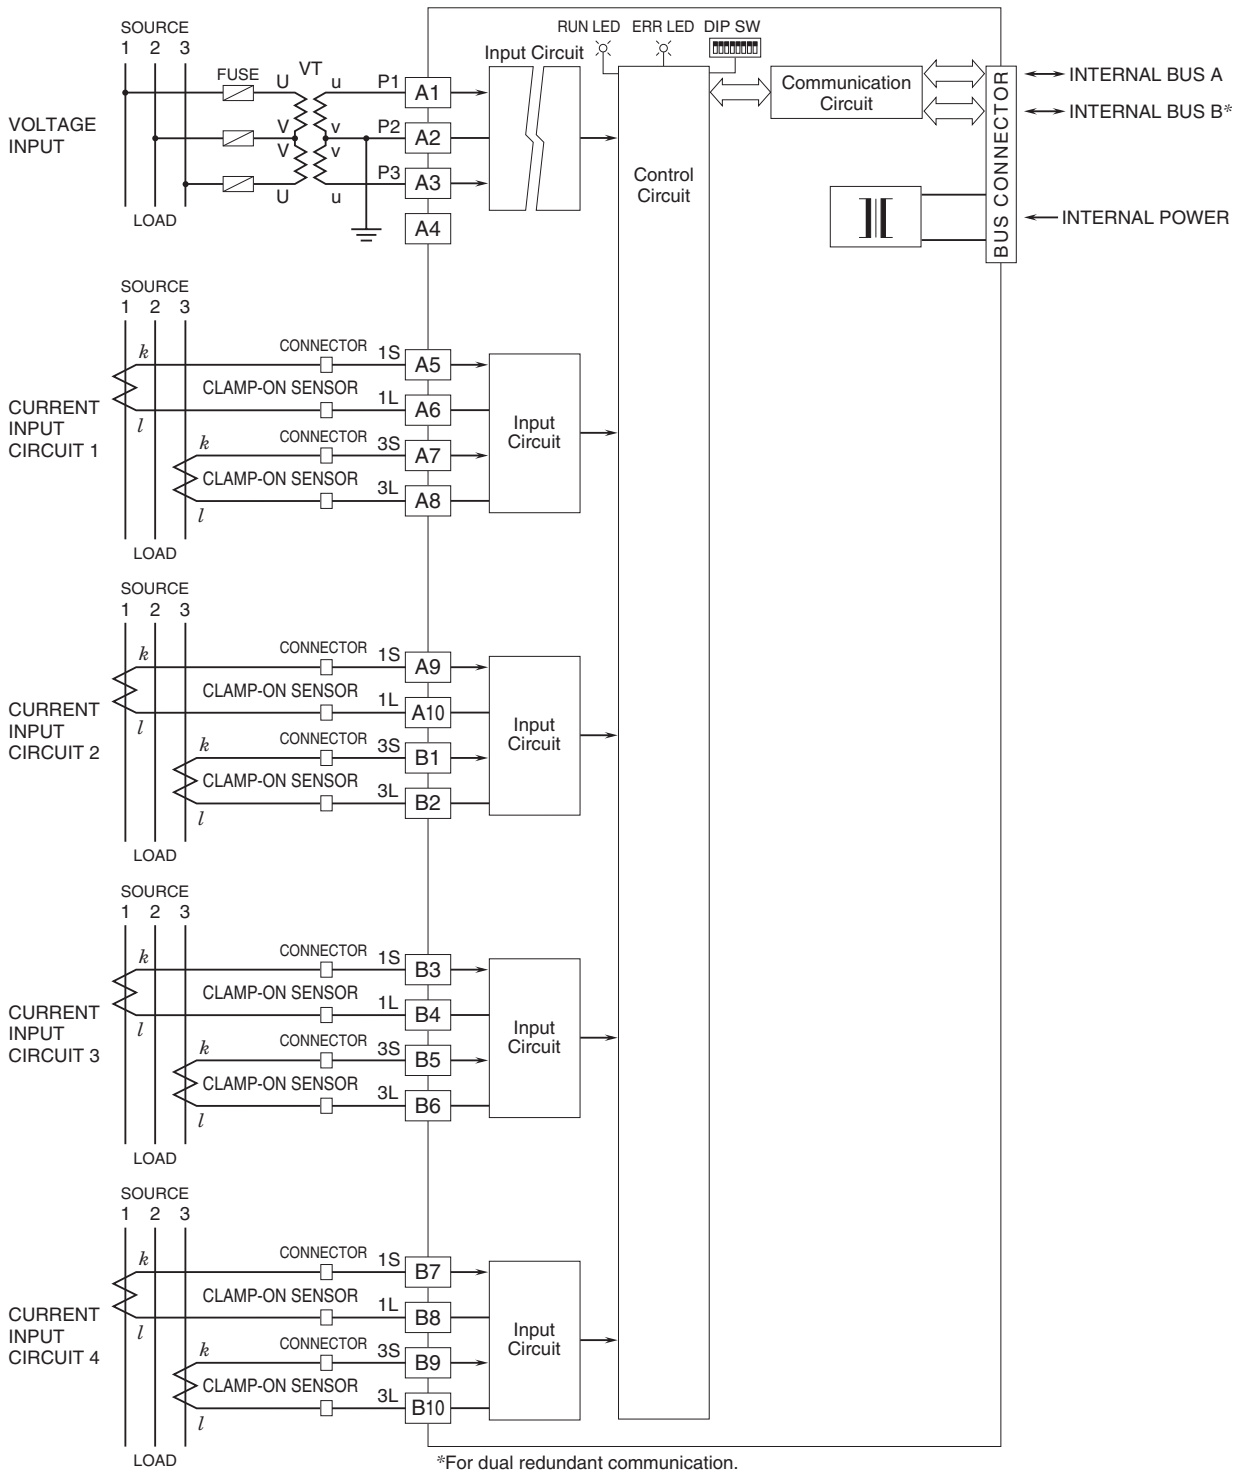 SOURCE
1 2 3
FUSE
U VT u P1 A1
V v P2 A2
V v P3 A3
U u A4
VOLTAGE
INPUT
LOAD
RUN LED ERR LED DIP SW
Input Circuit
Control
Circuit
Communication
Circuit
BUS CONNECTOR
INTERNAL BUS A
INTERNAL BUS B*
INTERNAL POWER
SOURCE
1 2 3
k CONNECTOR 1S A5
CLAMP-ON SENSOR
l 1L A6
k CONNECTOR 3S A7
CLAMP-ON SENSOR
l 3L A8
CURRENT
INPUT
CIRCUIT 1
Input
Circuit
LOAD
SOURCE
1 2 3
k CONNECTOR 1S A9
CLAMP-ON SENSOR
l 1L A10
k CONNECTOR 3S B1
CLAMP-ON SENSOR
l 3L B2
CURRENT
INPUT
CIRCUIT 2
Input
Circuit
LOAD
SOURCE
1 2 3
k CONNECTOR 1S B3
CLAMP-ON SENSOR
l 1L B4
k CONNECTOR 3S B5
CLAMP-ON SENSOR
l 3L B6
CURRENT
INPUT
CIRCUIT 3
Input
Circuit
LOAD
SOURCE
1 2 3
k CONNECTOR 1S B7
CLAMP-ON SENSOR
l 1L B8
k CONNECTOR 3S B9
CLAMP-ON SENSOR
l 3L B10
CURRENT
INPUT
CIRCUIT 4
Input
Circuit
LOAD
*For dual redundant communication.